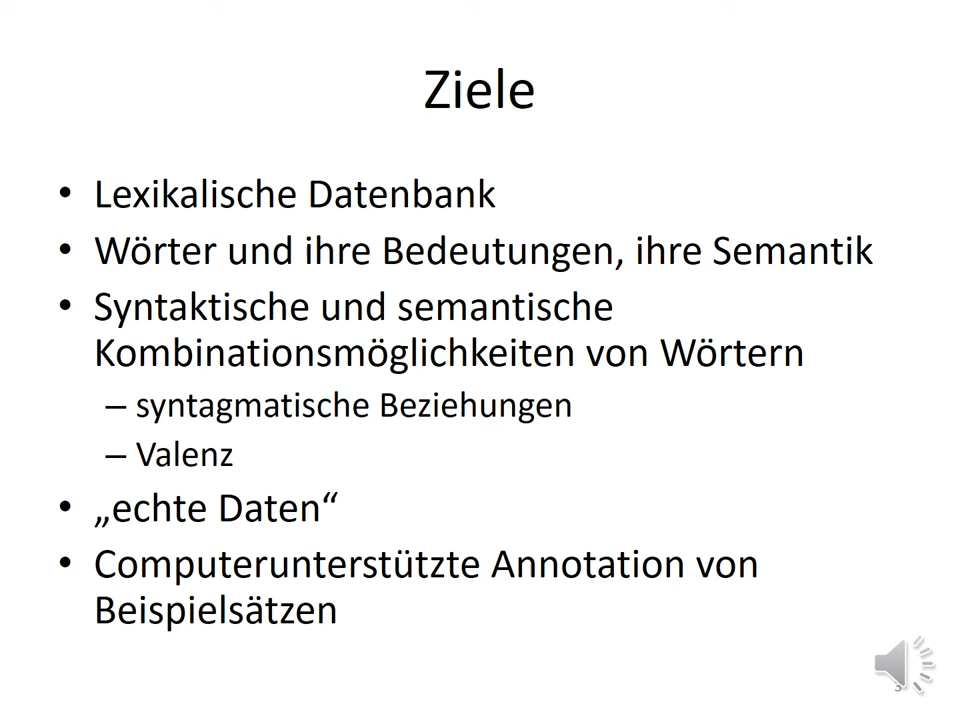 Ziele
• Lexikalische Datenbank
• Wörter und ihre Bedeutungen, ihre Semantik
• Syntaktische und semantische
Kombinationsmöglichkeiten von Wörtern
– syntagmatische Beziehungen
– Valenz
• „echte Daten“
• Computerunterstützte Annotation von
Beispielsätzen